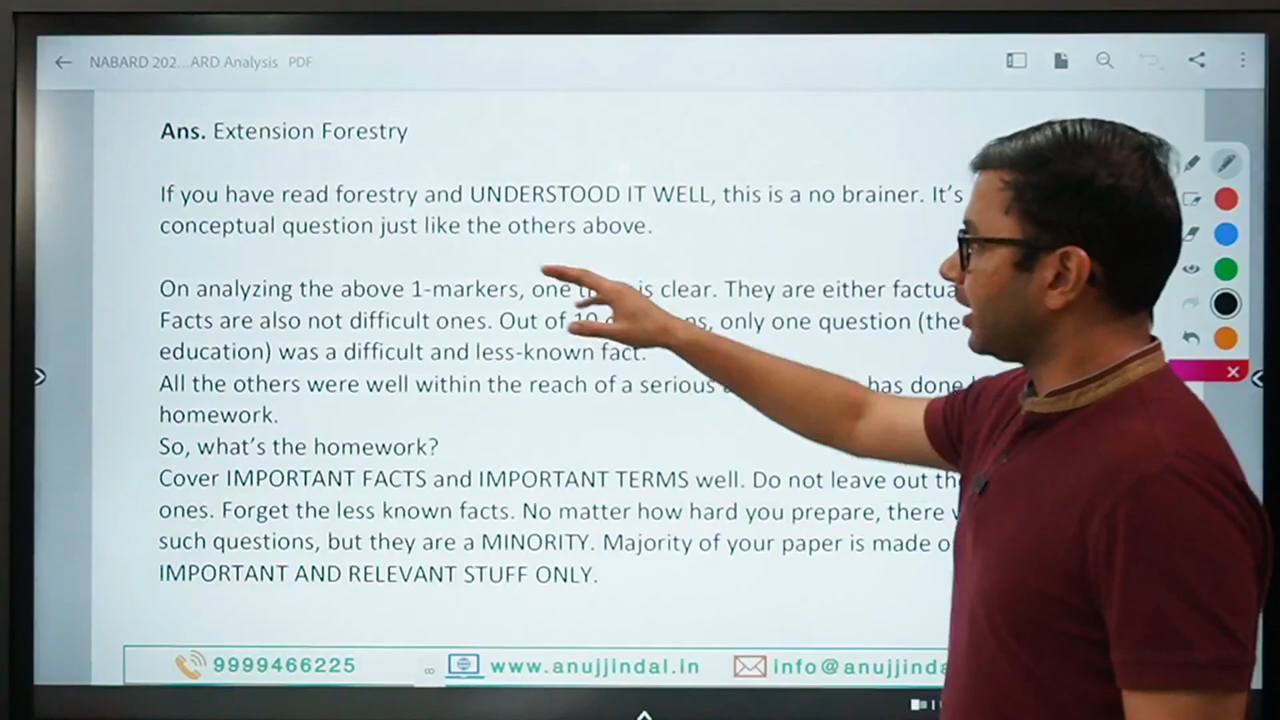 NABARD 202...ARD Analysis PDF
Ans. Extension Forestry
If you have read forestry and UNDERSTOOD IT WELL, this is a no brainer. It's
conceptual question just like the others above.
On analyzing the above 1-markers, one is clear. They are either
Facts are also not difficult ones. Out of 10, only one question (the
education) was a difficult and less-known fact.
All the others were well within the reach of a serious has done
homework.
So, what's the homework?
Cover IMPORTANT FACTS and IMPORTANT TERMS well. Do not leave out
ones. Forget the less known facts. No matter how hard you prepare, there
such questions, but they are a MINORITY. Majority of your paper is made
IMPORTANT AND RELEVANT STUFF ONLY.
9999466225 www.anujjindal.in